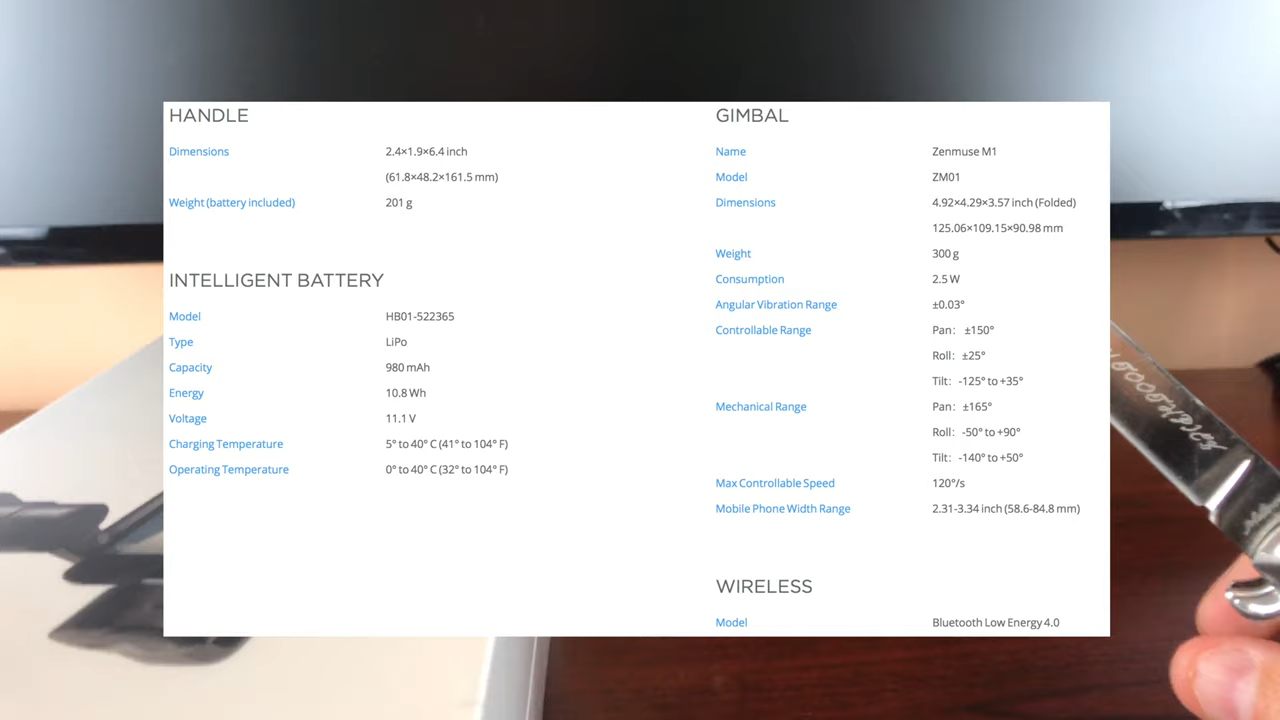 HANDLE
Dimensions 2.4×1.9×6.4 inch
(61.8×48.2×161.5 mm)
Weight (battery included) 201 g
INTELLIGENT BATTERY
Model HB01-522365
Type LiPo
Capacity 980 mAh
Energy 10.8 Wh
Voltage 11.1 V
Charging Temperature 5° to 40° C (41° to 104° F)
Operating Temperature 0° to 40° C (32° to 104° F)
GIMBAL
Name Zenmuse M1
Model ZM01
Dimensions 4.92×4.29×3.57 inch (Folded)
125.06×109.15×90.98 mm
Weight 300 g
Consumption 2.5 W
Angular Vibration Range ±0.03°
Controllable Range Pan: ±150°
Roll: ±25°
Tilt: -125° to +35°
Mechanical Range Pan: ±165°
Roll: -50° to +90°
Tilt: -140° to +50°
Max Controllable Speed 120°/s
Mobile Phone Width Range 2.31-3.34 inch (58.6-84.8 mm)
WIRELESS
Model Bluetooth Low Energy 4.0